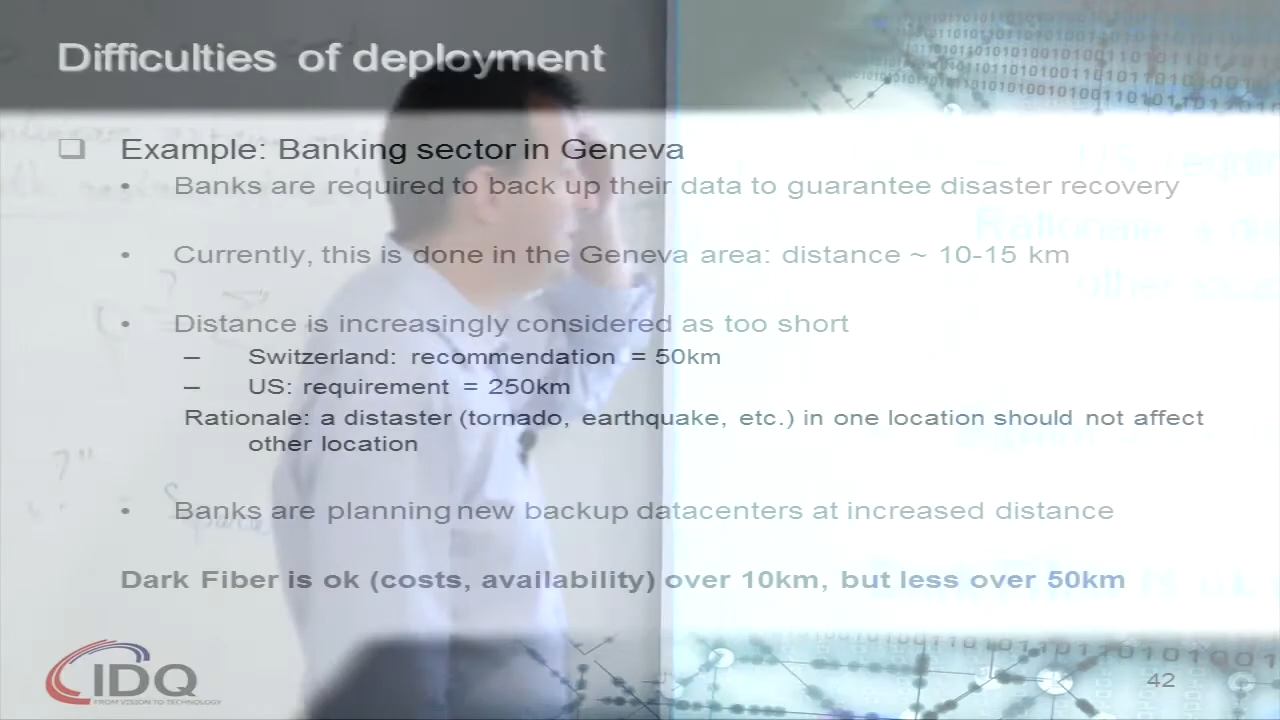 Difficulties of deployment
Example: Banking sector in Geneva
• Banks are required to back up their data to guarantee disaster recovery
• Currently, this is done in the Geneva area: distance ~ 10-15 km
• Distance is increasingly considered as too short
– Switzerland: recommendation = 50km
– US: requirement = 250km
Rationale: a distaster (tornado, earthquake, etc.) in one location should not affect
other location
• Banks are planning new backup datacenters at increased distance
Dark Fiber is ok (costs, availability) over 10km, but less over 50km
IDQ
FROM VISION TO TECHNOLOGY
42